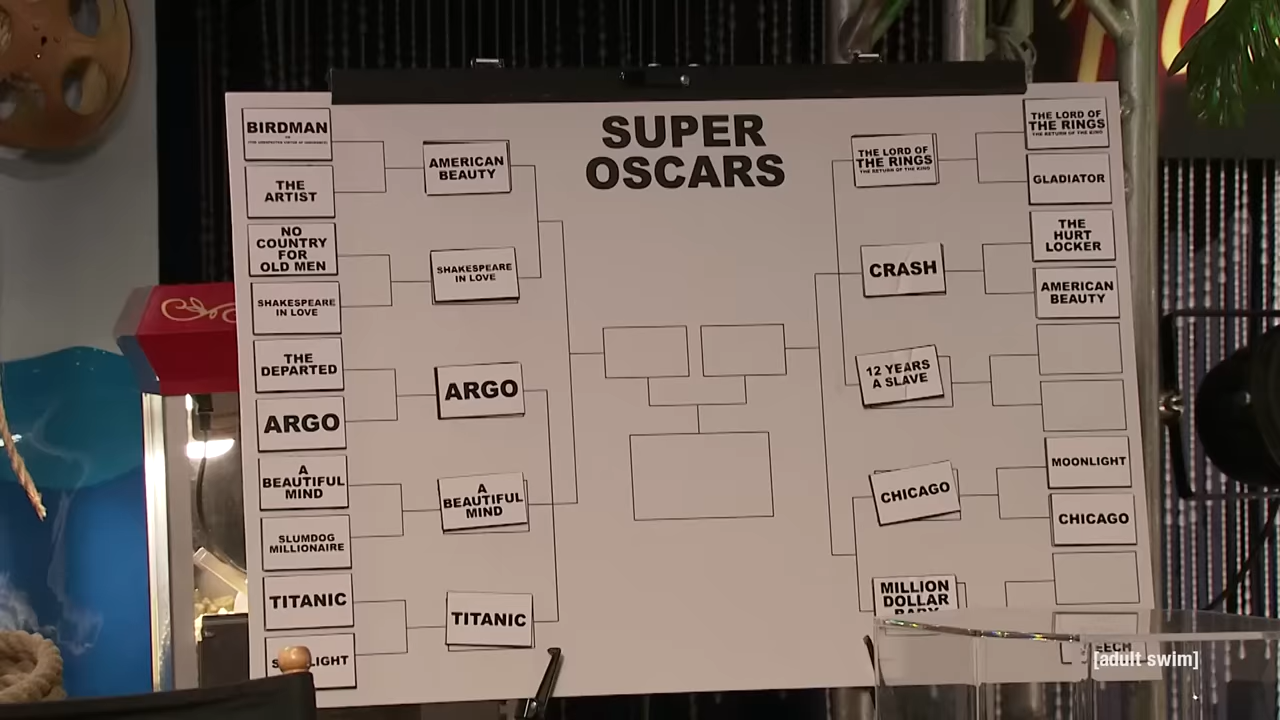 SUPER
OSCARS
BIRDMAN
THE
ARTIST
NO
COUNTRY
FOR
OLD MEN
SHAKESPEARE
IN LOVE
THE
DEPARTED
ARGO
A
BEAUTIFUL
MIND
SLUMDOG
MILLIONAIRE
TITANIC
LIGHT
AMERICAN
BEAUTY
SHAKESPEARE
IN LOVE
ARGO
A
BEAUTIFUL
MIND
TITANIC
THE LORD OF
THE RINGS
THE RETURN OF THE KING
CRASH
12 YEARS
A SLAVE
CHICAGO
MILLION
DOLLAR
BABY
THE LORD OF
THE RINGS
THE RETURN OF THE KING
GLADIATOR
THE
HURT
LOCKER
AMERICAN
BEAUTY
MOONLIGHT
CHICAGO
EECH
[adult swim]